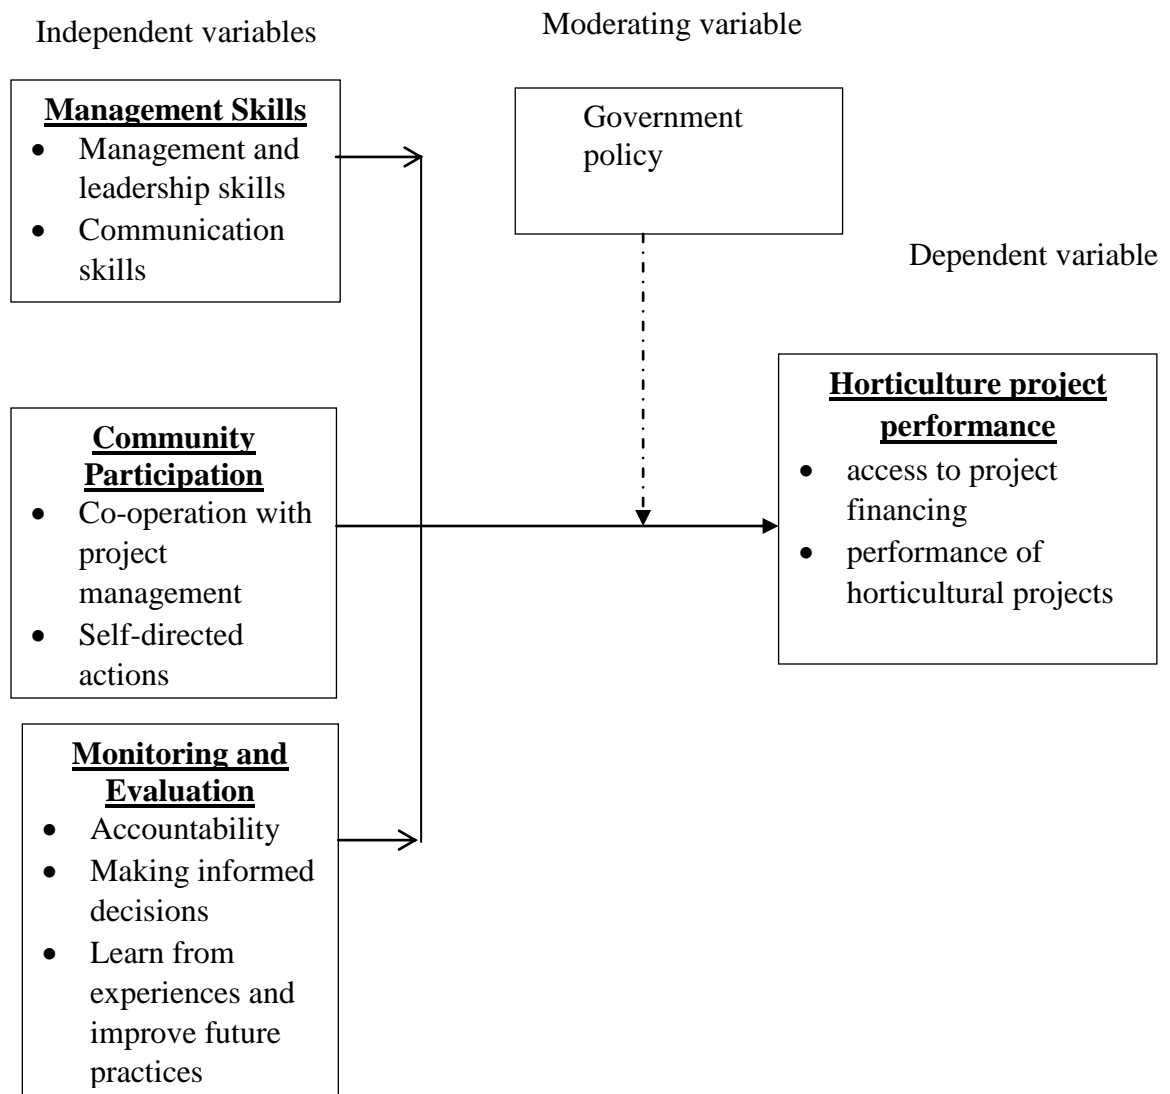 Independent variables
Moderating variable
Management Skills
• Management and
leadership skills
• Communication
skills
Government
policy
Dependent variable
Community
Participation
• Co-operation with
project
management
• Self-directed
actions
Horticulture project
performance
• access to project
financing
• performance of
horticultural projects
Monitoring and
Evaluation
• Accountability
• Making informed
decisions
• Learn from
experiences and
improve future
practices